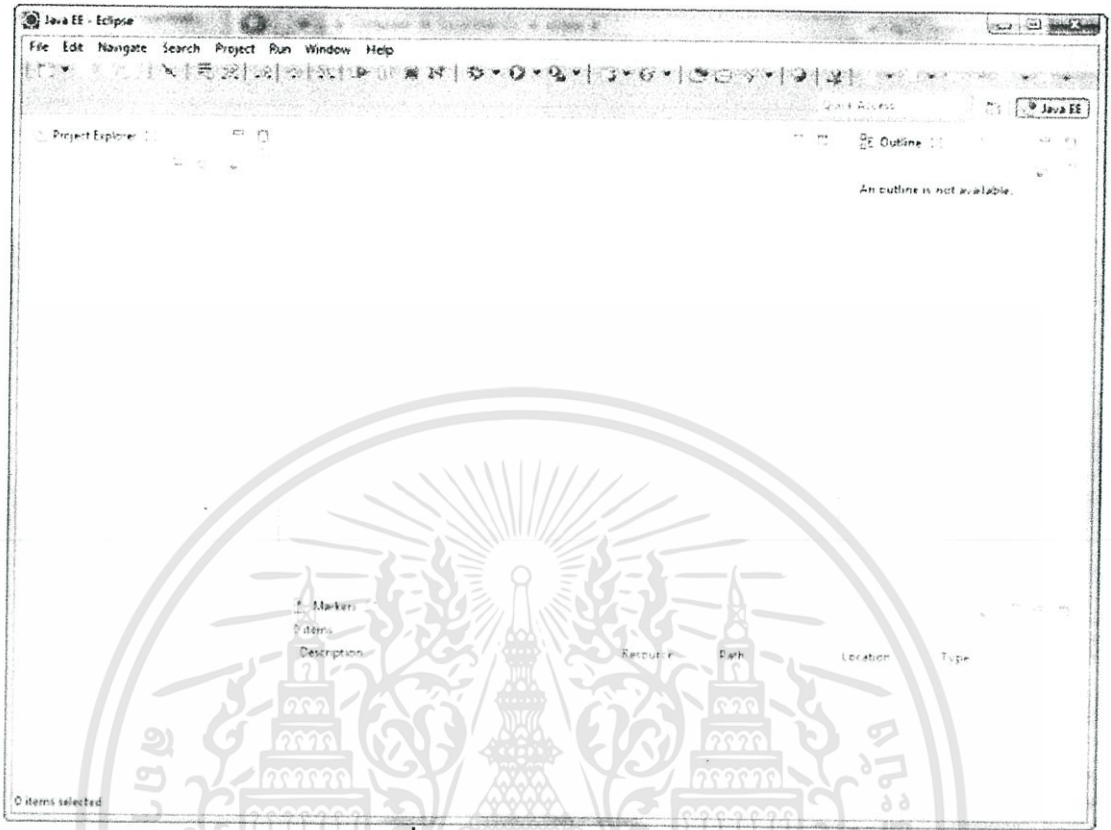 Java EE - Eclipse
File Edit Navigate Search Project Run Window Help
Quick Access
Java EE
Project Explorer
Outline
An outline is not available.
Markers
0 items
Description Resource Path Location Type
0 items selected